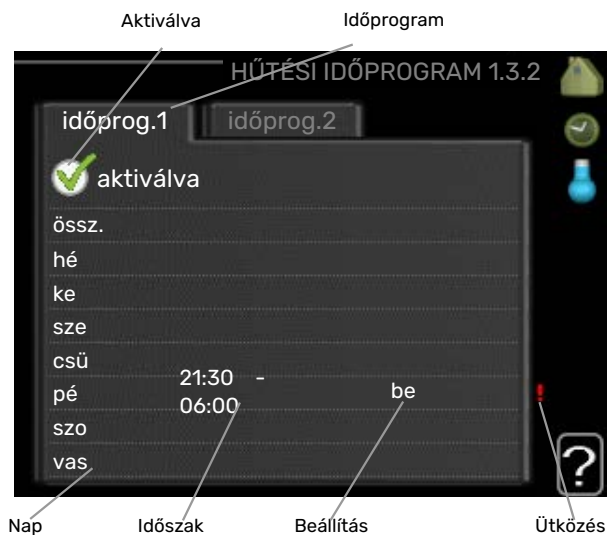 Aktiválva Időprogram
HŰTÉSI IDŐPROGRAM 1.3.2
időprog.1 időprog.2
aktiválva
össz.
hé
ke
sze
csü
pé 21:30 - 06:00 be !
szo
vas
?
Nap Időszak Beállítás Ütközés